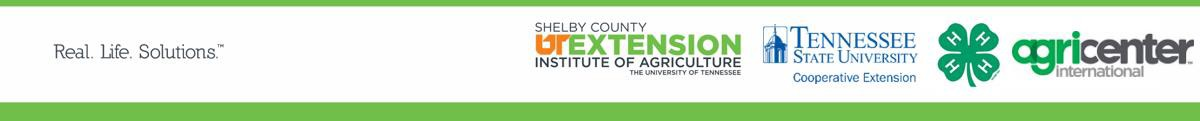 Real. Life. Solutions.™
SHELBY COUNTY
UT EXTENSION
INSTITUTE OF AGRICULTURE
THE UNIVERSITY OF TENNESSEE
TENNESSEE
STATE UNIVERSITY
Cooperative Extension
H H
H H
agricenter
international